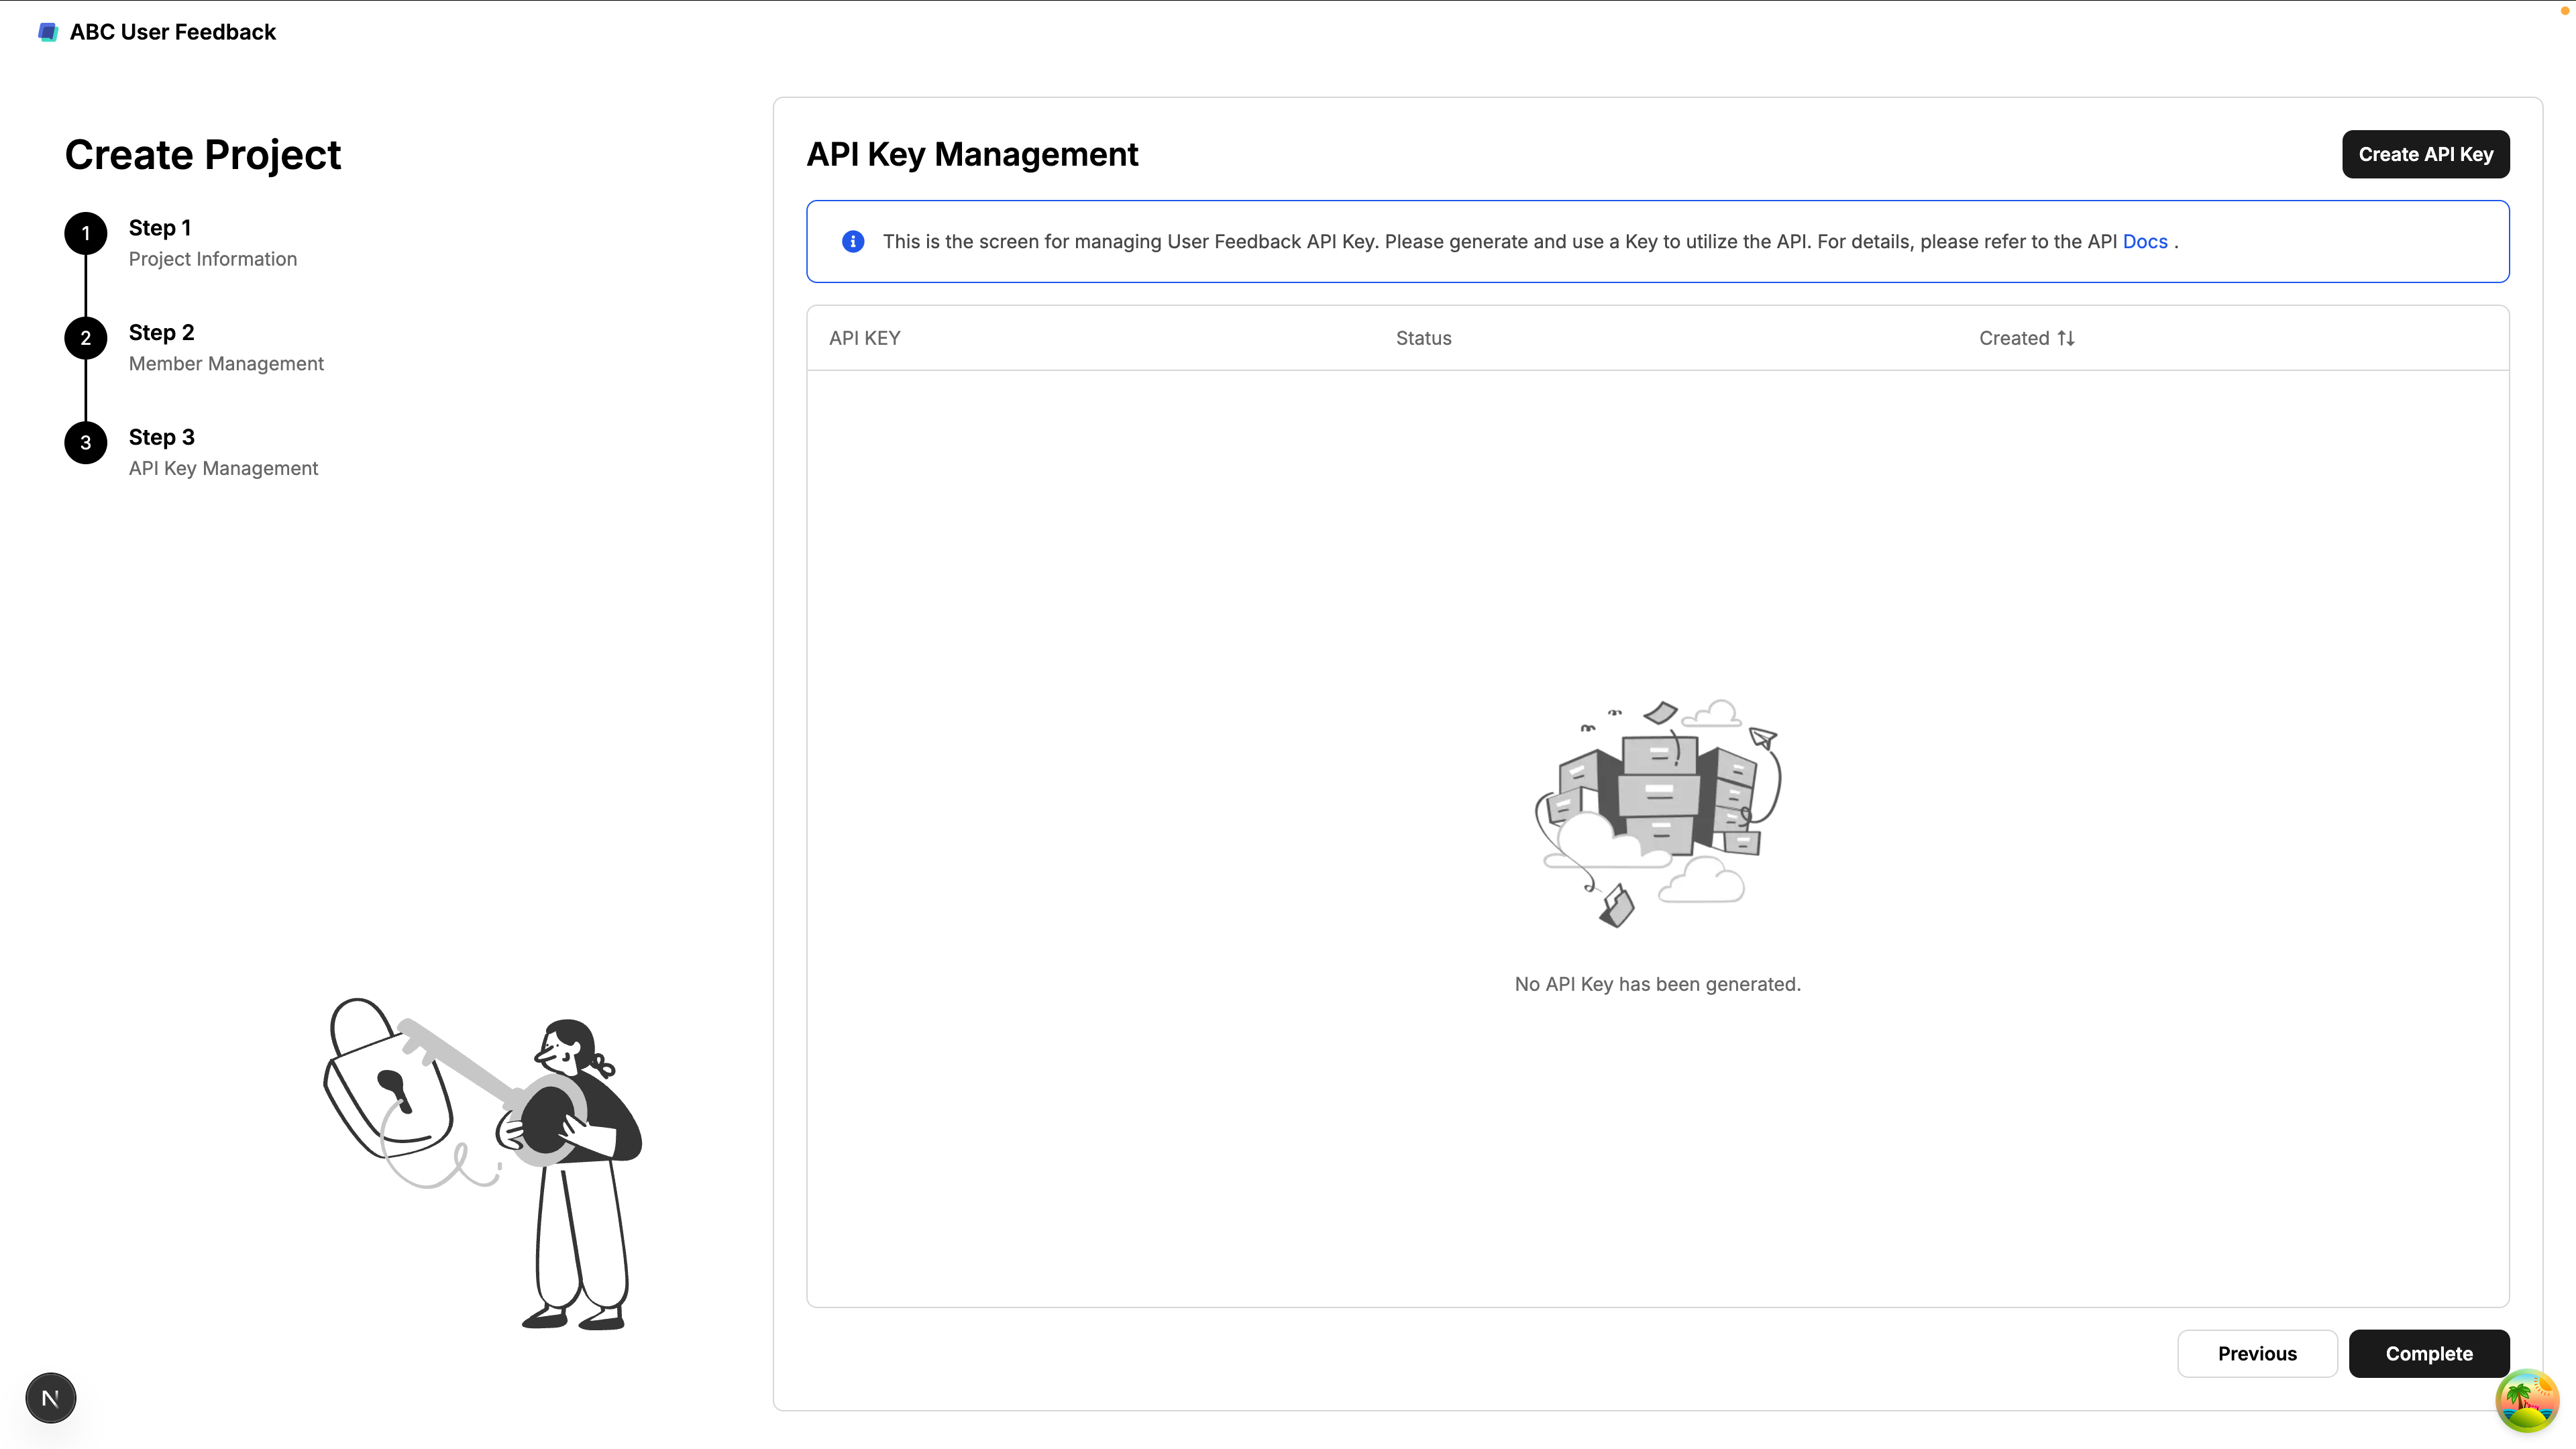 ABC User Feedback
Create Project
1
Step 1
Project Information
2
Step 2
Member Management
3
Step 3
API Key Management
API Key Management
Create API Key
This is the screen for managing User Feedback API Key. Please generate and use a Key to utilize the API. For details, please refer to the API Docs .
API KEY
Status
Created
No API Key has been generated.
Previous
Complete
N